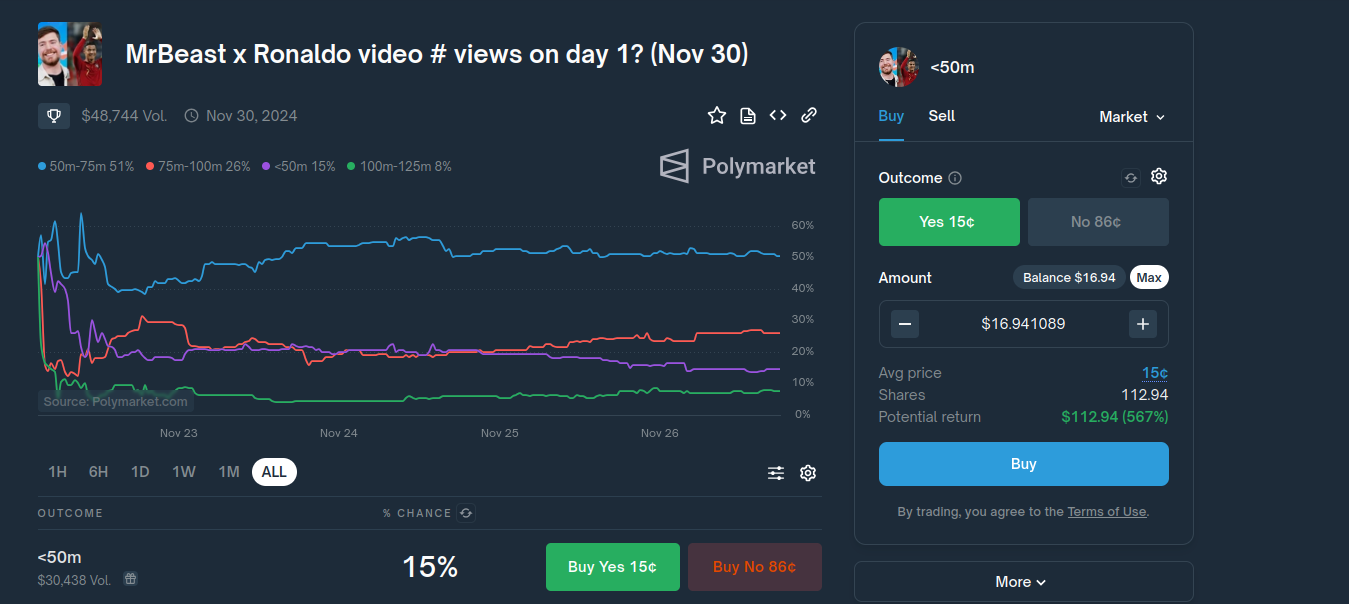 MrBeast x Ronaldo video # views on day 1? (Nov 30)
$48,744 Vol. Nov 30, 2024
50m-75m 51% 75m-100m 26% <50m 15% 100m-125m 8%
Polymarket
60%
50%
40%
30%
20%
10%
0%
Source: Polymarket.com
Nov 23 Nov 24 Nov 25 Nov 26
1H 6H 1D 1W 1M ALL
OUTCOME % CHANCE
<50m 15% Buy Yes 15¢ Buy No 86¢
$30,438 Vol.
<50m
Buy Sell Market
Outcome
Yes 15¢ No 86¢
Amount Balance $16.94 Max
$16.941089
Avg price 15¢
Shares 112.94
Potential return $112.94 (567%)
Buy
By trading, you agree to the Terms of Use.
More